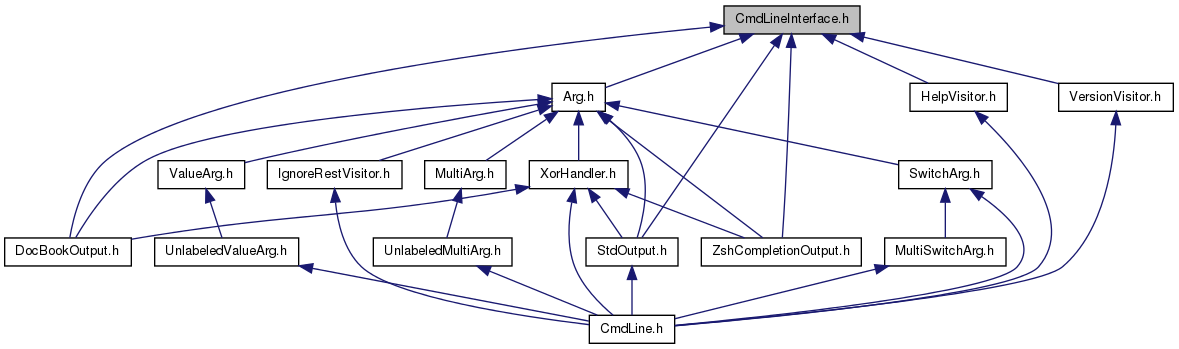 CmdLineInterface.h
Arg.h
HelpVisitor.h
VersionVisitor.h
ValueArg.h
IgnoreRestVisitor.h
MultiArg.h
XorHandler.h
SwitchArg.h
DocBookOutput.h
UnlabeledValueArg.h
UnlabeledMultiArg.h
StdOutput.h
ZshCompletionOutput.h
MultiSwitchArg.h
CmdLine.h